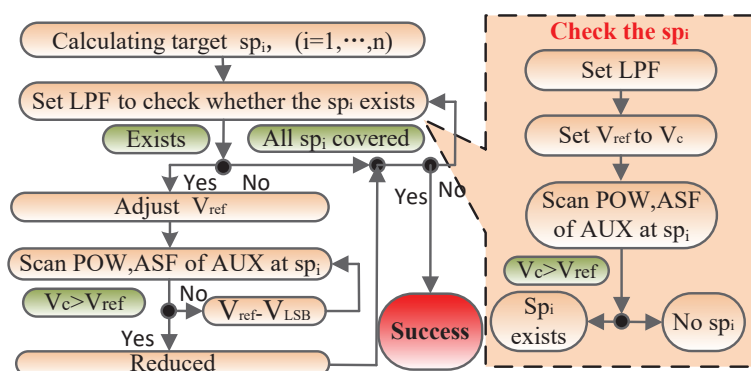 Calculating target spi, (i=1,⋯,n)
Set LPF to check whether the spi exists
Exists
All spi covered
Yes
No
Yes
No
Adjust Vref
Scan POW,ASF of AUX at spi
Vc>Vref
No
Vref-VLSB
Yes
Reduced
Success
Check the spi
Set LPF
Set Vref to Vc
Scan POW,ASF
of AUX at spi
Vc>Vref
Spi
exists
No spi